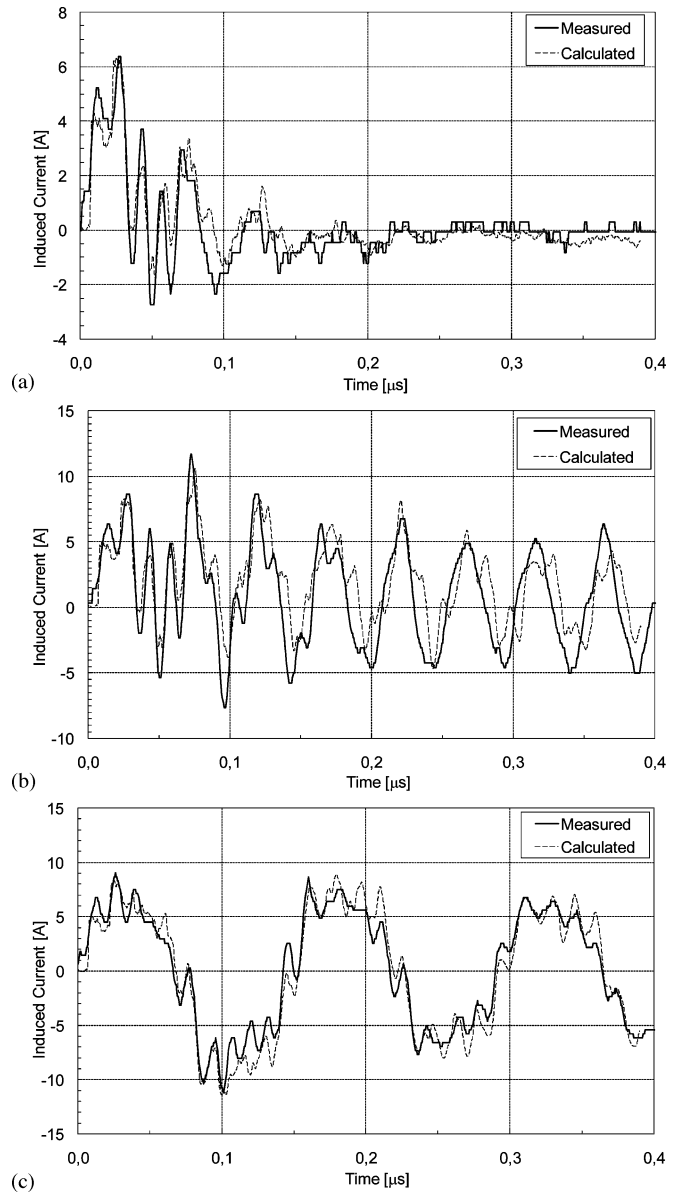 8
6
4
2
0
-2
-4
Induced Current [A]
Measured
Calculated
0,0 0,1 0,2 0,3 0,4
Time [μs]
(a)
15
10
5
0
-5
-10
Induced Current [A]
Measured
Calculated
0,0 0,1 0,2 0,3 0,4
Time [μs]
(b)
15
10
5
0
-5
-10
-15
Induced Current [A]
Measured
Calculated
0,0 0,1 0,2 0,3 0,4
Time [μs]
(c)